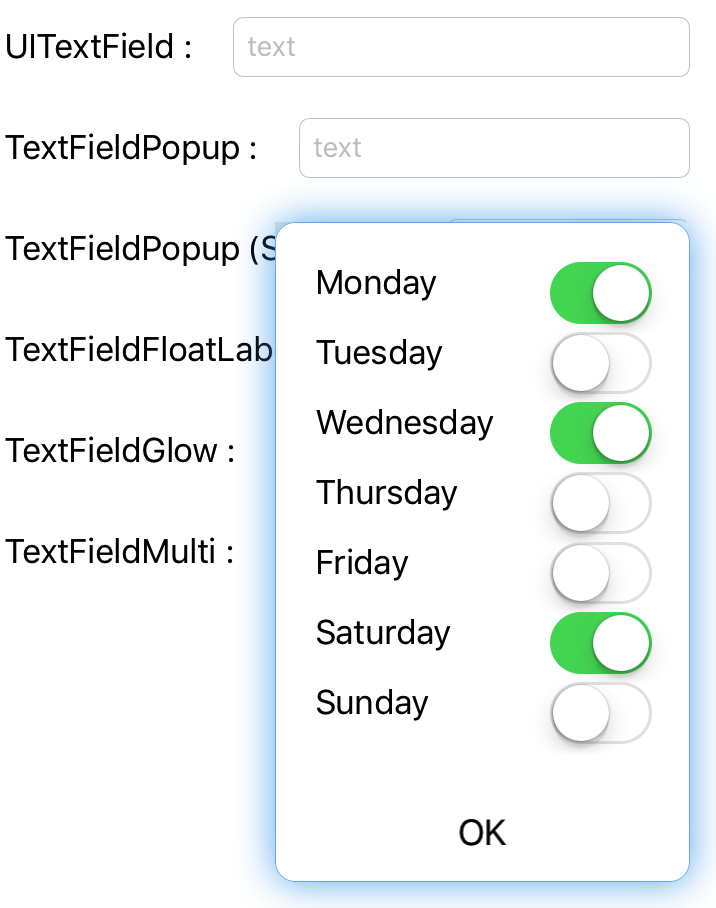 UITextField : text
TextFieldPopup : text
TextFieldPopup (S
TextFieldFloatLab
TextFieldGlow :
TextFieldMulti :
Monday
Tuesday
Wednesday
Thursday
Friday
Saturday
Sunday
OK